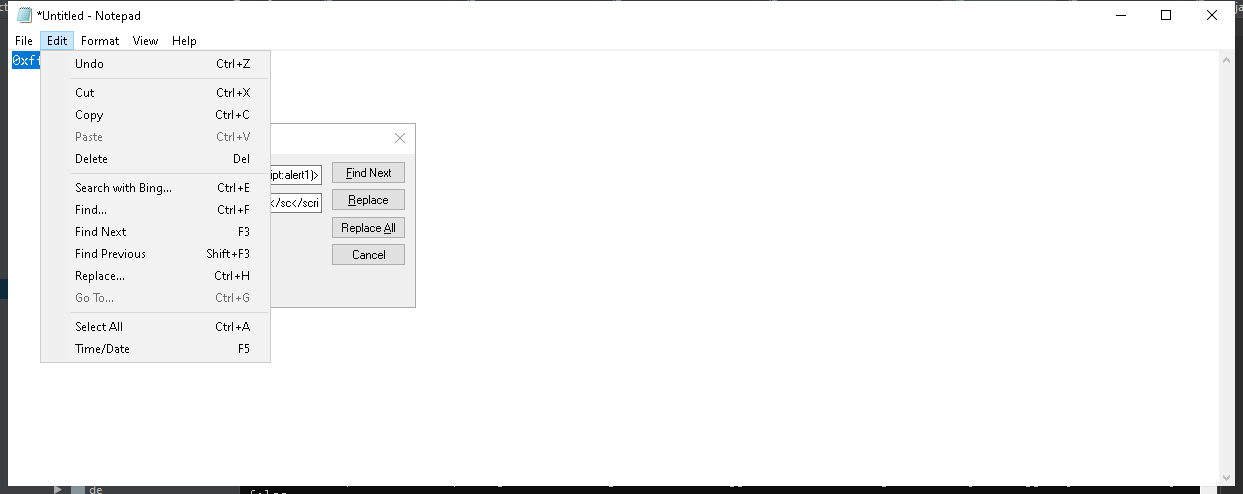 *Untitled - Notepad
File Edit Format View Help
0xf
Undo Ctrl+Z
Cut Ctrl+X
Copy Ctrl+C
Paste Ctrl+V
Delete Del
Search with Bing... Ctrl+E
Find... Ctrl+F
Find Next F3
Find Previous Shift+F3
Replace... Ctrl+H
Go To... Ctrl+G
Select All Ctrl+A
Time/Date F5
ipt:alert1)>
</sc</scri
Find Next
Replace
Replace All
Cancel
de